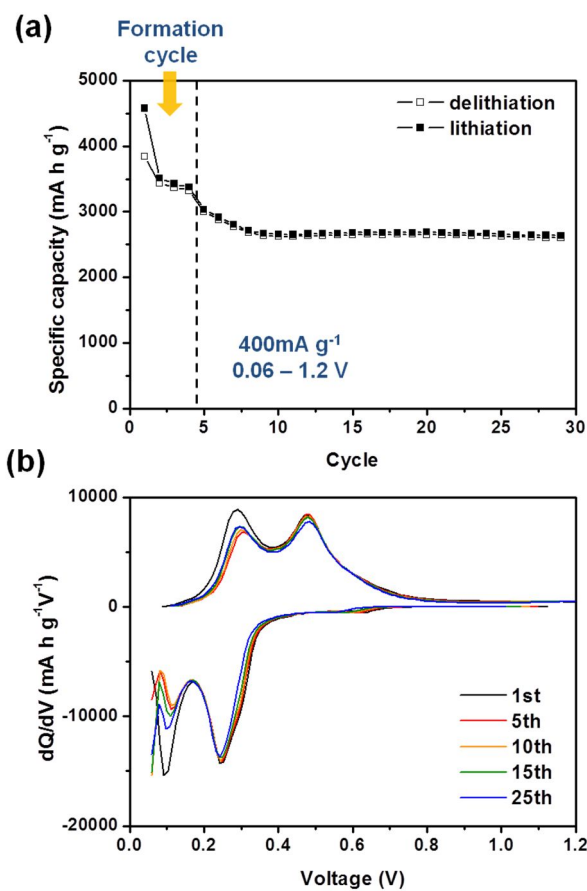 (a)
Formation
cycle
5000
4000
3000
2000
1000
0
Specific capacity (mA h g⁻¹)
delithiation
lithiation
400mA g⁻¹
0.06 – 1.2 V
0 5 10 15 20 25 30
Cycle
(b)
10000
0
-10000
-20000
dQ/dV (mA h g⁻¹V⁻¹)
1st
5th
10th
15th
25th
0.0 0.2 0.4 0.6 0.8 1.0 1.2
Voltage (V)